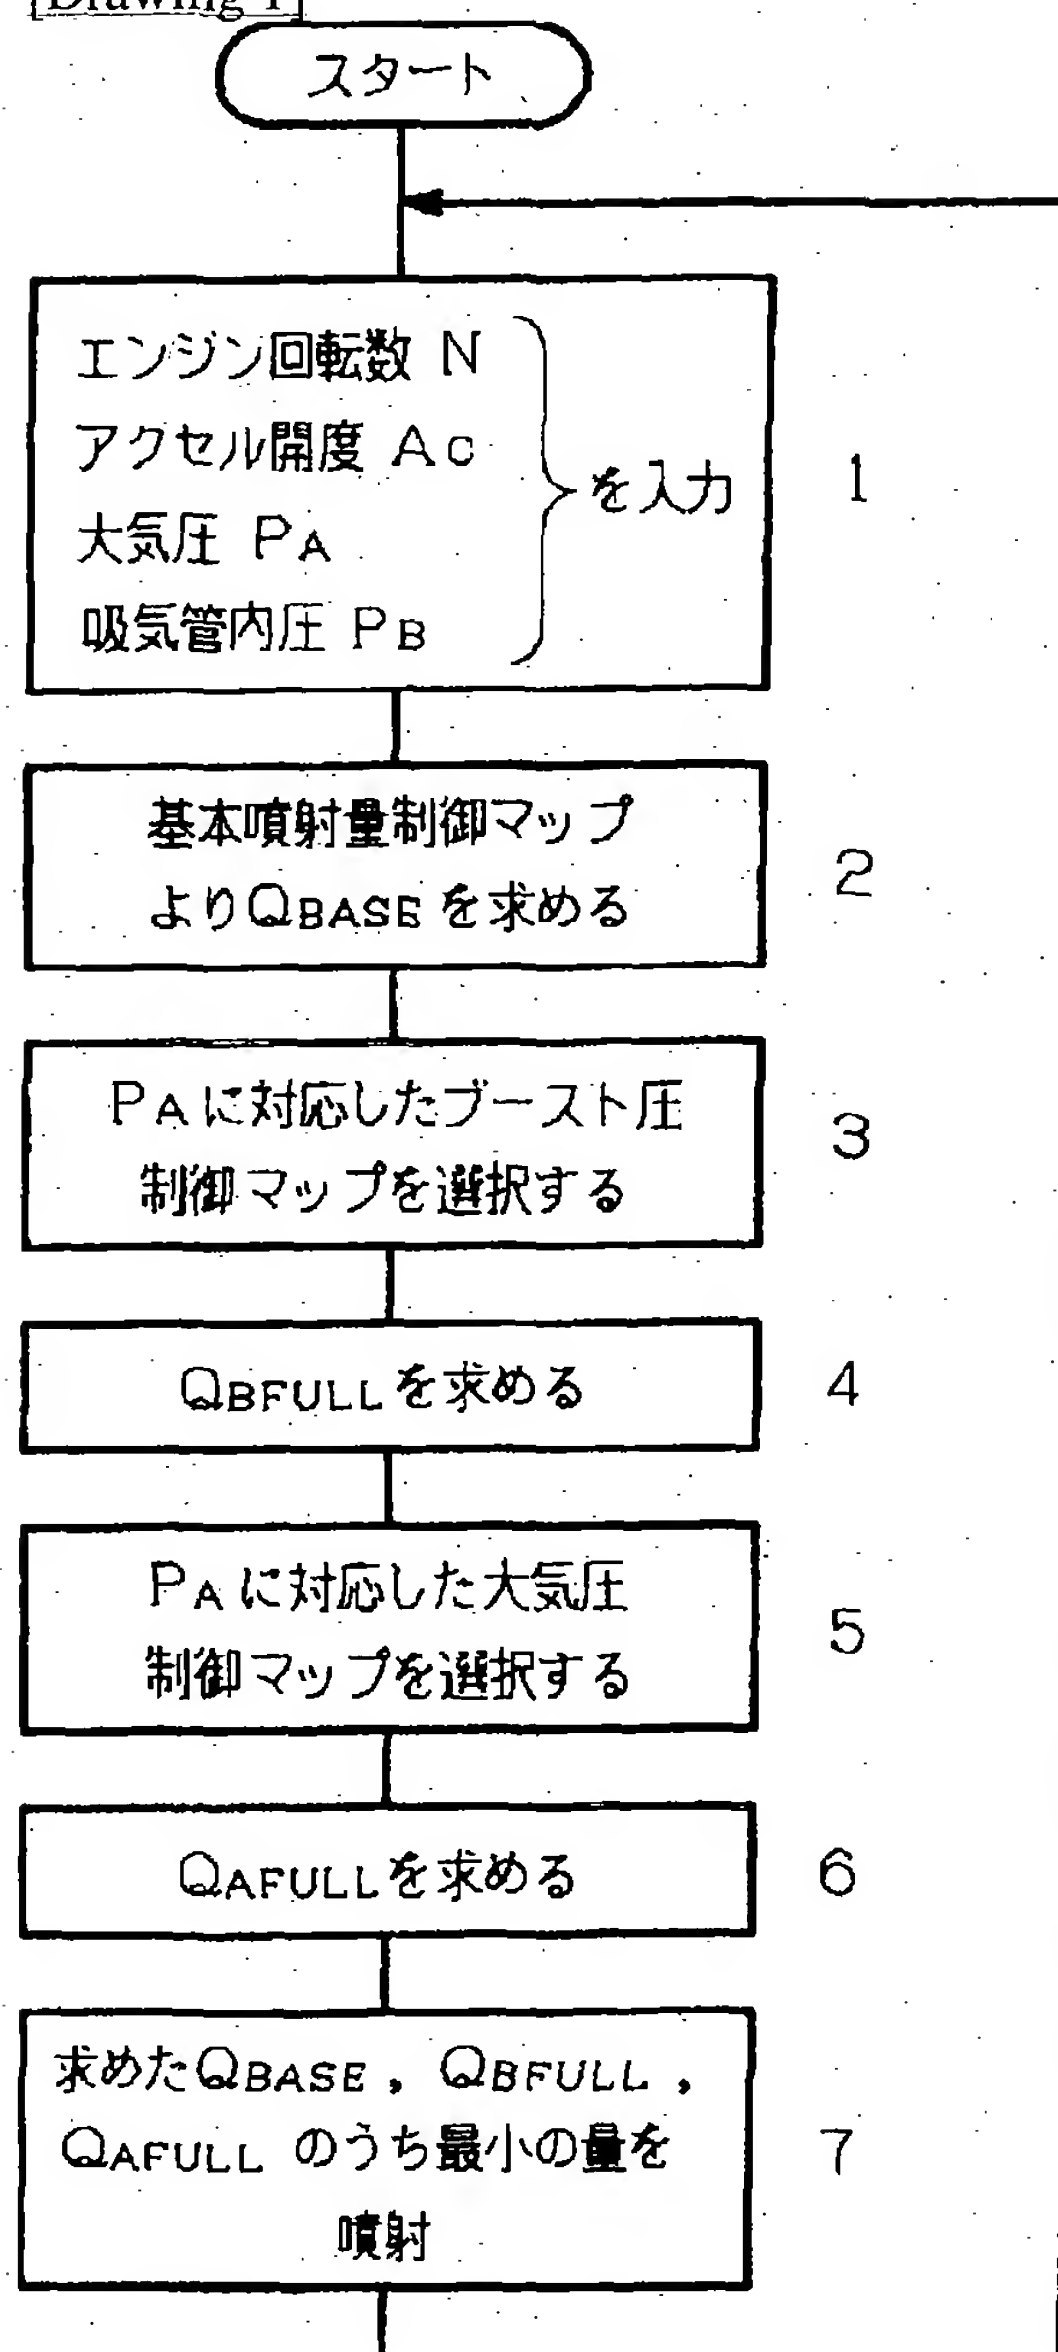 [Drawing 1]
スタート
エンジン回転数 N
アクセル開度 Ac
大気圧 PA
吸気管内圧 PB
を入力
1
基本噴射量制御マップ
よりQBASEを求める
2
PAに対応したブースト圧
制御マップを選択する
3
QBFULLを求める
4
PAに対応した大気圧
制御マップを選択する
5
QAFULLを求める
6
求めたQBASE，QBFULL，
QAFULL のうち最小の量を
噴射
7